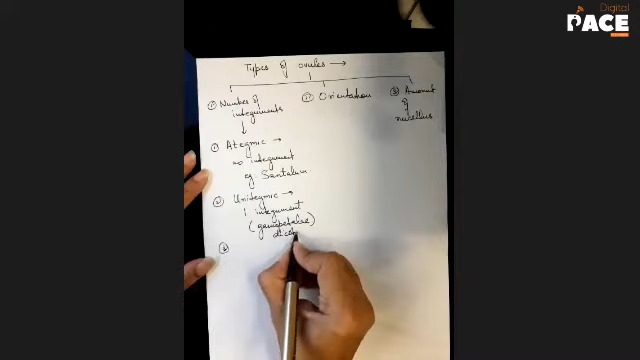 Digital
PACE
Types of ovules →
① Number of
integuments
② Orientation
③ Amount
of
nucellus
① Ategmic →
no integument
eg Santalum
② Unitegmic →
1 integument
(gamopetalae
③